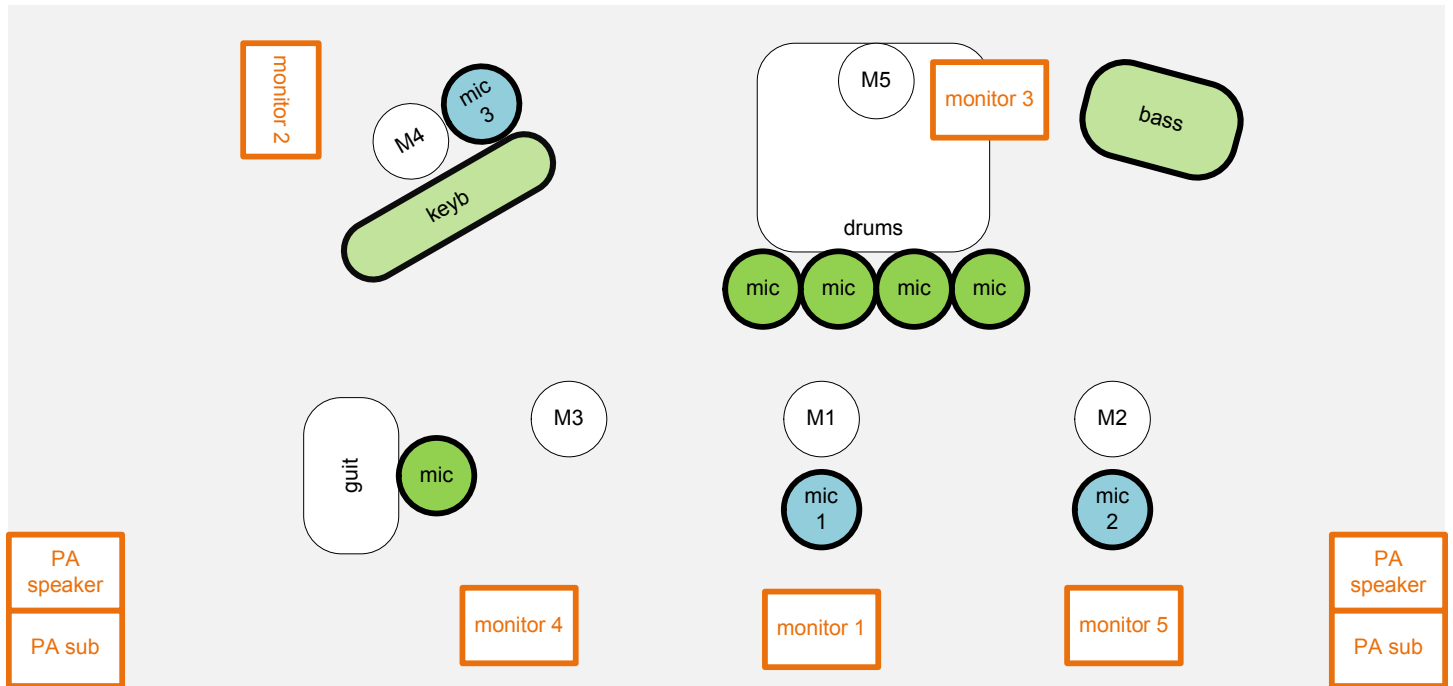 monitor 2
mic
3
M4
keyb
M5
monitor 3
bass
drums
mic
mic
mic
mic
M3
M1
M2
guit
mic
mic
1
mic
2
PA
speaker
PA sub
monitor 4
monitor 1
monitor 5
PA
speaker
PA sub